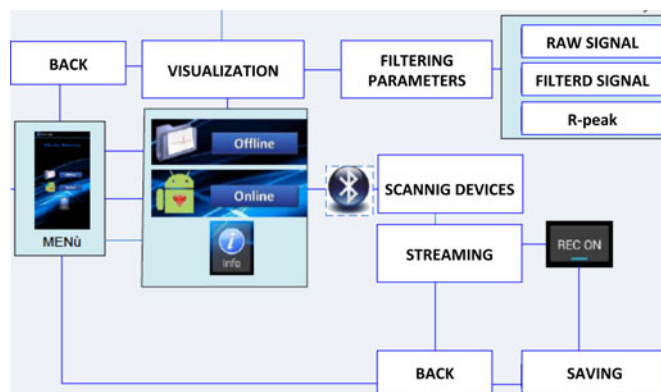 RAW SIGNAL
BACK
VISUALIZATION
FILTERING
PARAMETERS
FILTERD SIGNAL
R-peak
Offline
Online
SCANNIG DEVICES
MENù
Info
STREAMING
REC ON
BACK
SAVING